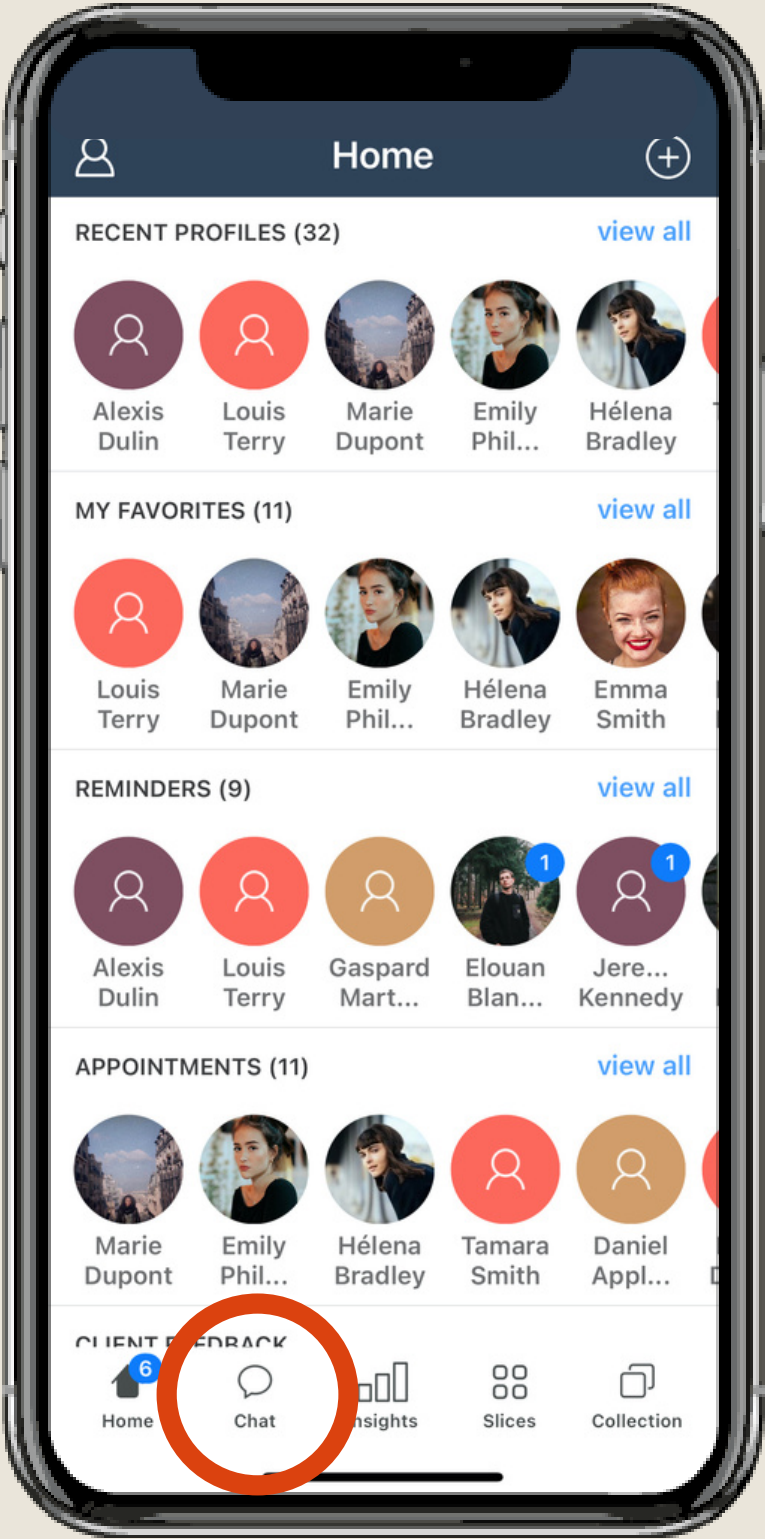 Home
RECENT PROFILES (32) view all
Alexis Louis Marie Emily Hélena
Dulin Terry Dupont Phil... Bradley
MY FAVORITES (11) view all
Louis Marie Emily Hélena Emma
Terry Dupont Phil... Bradley Smith
REMINDERS (9) view all
1 1
Alexis Louis Gaspard Elouan Jere...
Dulin Terry Mart... Blan... Kennedy
APPOINTMENTS (11) view all
Marie Emily Hélena Tamara Daniel
Dupont Phil... Bradley Smith Appl...
CLIENT FEEDBACK
6
Home Chat nsights Slices Collection